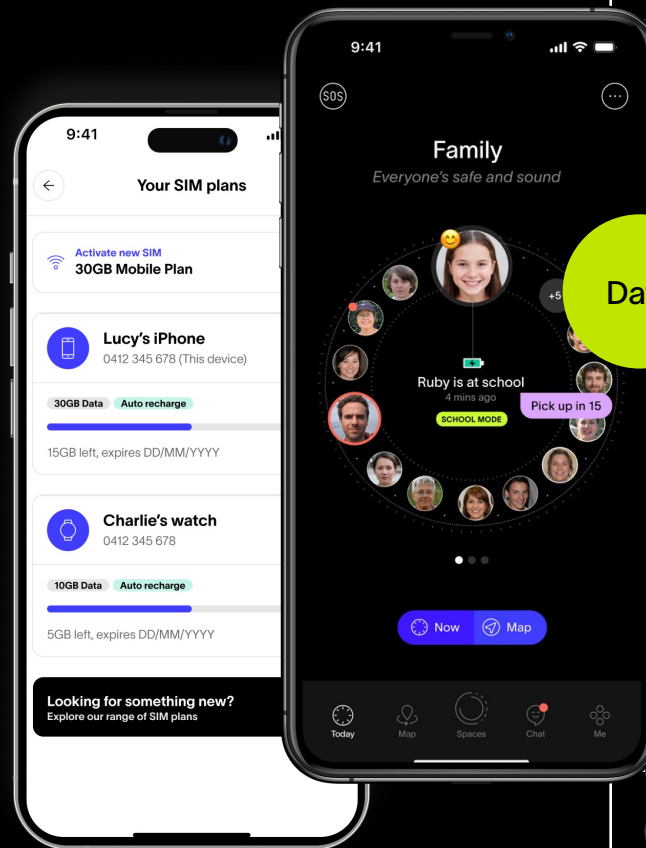 9:41
←
Your SIM plans
Activate new SIM
30GB Mobile Plan
Lucy's iPhone
0412 345 678 (This device)
30GB Data Auto recharge
15GB left, expires DD/MM/YYYY
Charlie's watch
0412 345 678
10GB Data Auto recharge
5GB left, expires DD/MM/YYYY
Looking for something new?
Explore our range of SIM plans
9:41
SOS
Family
Everyone's safe and sound
+5
Ruby is at school
4 mins ago
SCHOOL MODE
Pick up in 15
Now Map
Today Map Spaces Chat Me